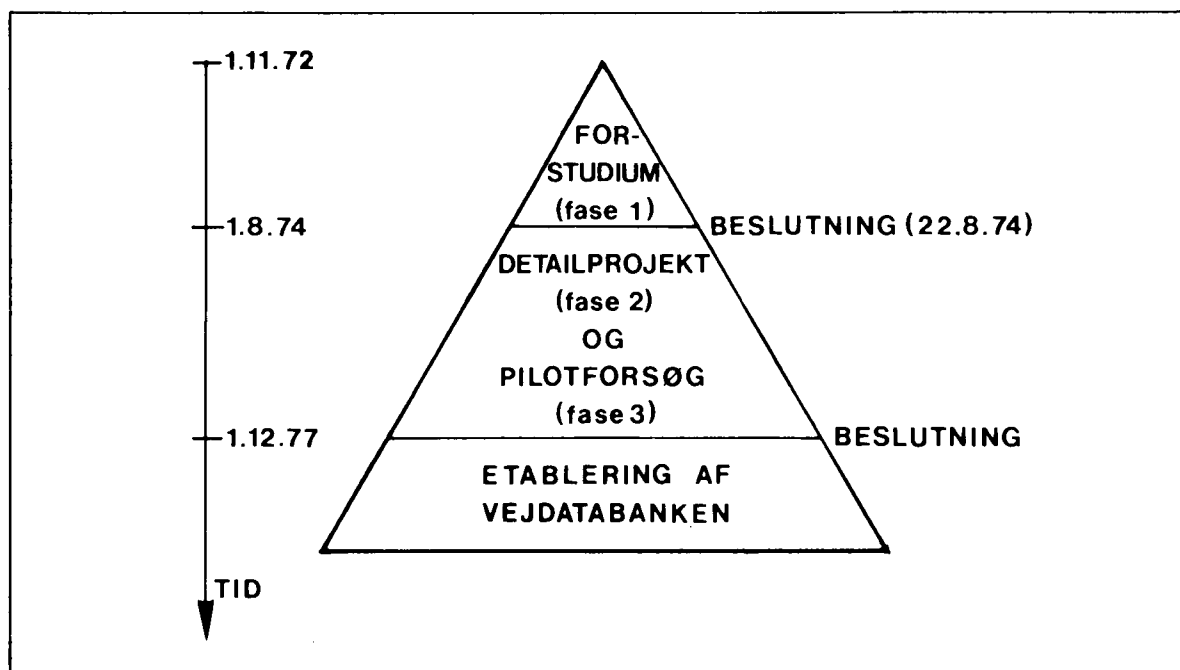 1.11.72
FOR-
STUDIUM
(fase 1)
1.8.74
BESLUTNING (22.8.74)
DETAILPROJEKT
(fase 2)
OG
PILOTFORSØG
(fase 3)
1.12.77
BESLUTNING
ETABLERING AF
VEJDATABANKEN
TID